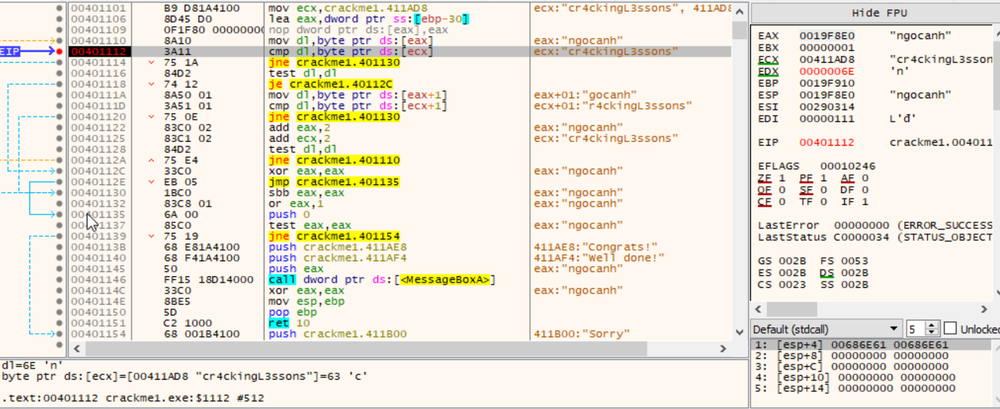 00401101 B9 D81A4100 mov ecx,crackme1.411AD8 ecx:"cr4ckingL3ssons", 411AD8
00401106 8D45 D0 lea eax,dword ptr ss:[ebp-30]
00401109 0F1F80 00000000 nop dword ptr ds:[eax],eax
00401110 8A10 mov dl,byte ptr ds:[eax] eax:"ngocanh"
EIP 00401112 3A11 cmp dl,byte ptr ds:[ecx] ecx:"cr4ckingL3ssons"
00401114 75 1A jne crackme1.401130
00401116 84D2 test dl,dl
00401118 74 12 je crackme1.40112C
0040111A 8A50 01 mov dl,byte ptr ds:[eax+1] eax+01:"gocanh"
0040111D 3A51 01 cmp dl,byte ptr ds:[ecx+1] ecx+01:"r4ckingL3ssons"
00401120 75 0E jne crackme1.401130
00401122 83C0 02 add eax,2 eax:"ngocanh"
00401125 83C1 02 add ecx,2 ecx:"cr4ckingL3ssons"
00401128 84D2 test dl,dl
0040112A 75 E4 jne crackme1.401110
0040112C 33C0 xor eax,eax eax:"ngocanh"
0040112E EB 05 jmp crackme1.401135
00401130 1BC0 sbb eax,eax eax:"ngocanh"
00401132 83C8 01 or eax,1 eax:"ngocanh"
00401135 6A 00 push 0
00401137 85C0 test eax,eax eax:"ngocanh"
00401139 75 19 jne crackme1.401154
0040113B 68 E81A4100 push crackme1.411AE8 411AE8:"Congrats!"
00401140 68 F41A4100 push crackme1.411AF4 411AF4:"Well done!"
00401145 50 push eax eax:"ngocanh"
00401146 FF15 18D14000 call dword ptr ds:[<MessageBoxA>]
0040114C 33C0 xor eax,eax eax:"ngocanh"
0040114E 8BE5 mov esp,ebp
00401150 5D pop ebp
00401151 C2 1000 ret 10
00401154 68 001B4100 push crackme1.411B00 411B00:"Sorry"
dl=6E 'n'
byte ptr ds:[ecx]=[00411AD8 "cr4ckingL3ssons"]=63 'c'
.text:00401112 crackme1.exe:$1112 #512
Hide FPU
EAX 0019F8E0 "ngocanh"
EBX 00000001
ECX 00411AD8 "cr4ckingL3sson
EDX 0000006E 'n'
EBP 0019F910
ESP 0019F8E0 "ngocanh"
ESI 00290314
EDI 00000111 L'đ'
EIP 00401112 crackme1.004011
EFLAGS 00010246
ZF 1 PF 1 AF 0
OF 0 SF 0 DF 0
CF 0 TF 0 IF 1
LastError 00000000 (ERROR_SUCCESS
LastStatus C0000034 (STATUS_OBJECT
GS 002B FS 0053
ES 002B DS 002B
CS 0023 SS 002B
Default (stdcall) 5 Unlocked
1: [esp+4] 00686E61 00686E61
2: [esp+8] 00000000 00000000
3: [esp+C] 00000000 00000000
4: [esp+10] 00000000 00000000
5: [esp+14] 00000000 00000000